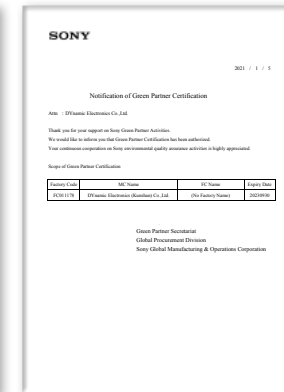 SONY
2021 / 1 / 5
Notification of Green Partner Certification
Attn : DYnamic Electronics Co.,Ltd.
Thank you for your support on Sony Green Partner Activities.
We would like to inform you that Green Partner Certification has been authorized.
Your continuous cooperation on Sony environmental quality assurance activities is highly appreciated.
Scope of Green Partner Certification
Factory Code MC Name FC Name Expiry Date
FC011178 DYnamic Electronics (Kunshan) Co.,Ltd. (No Factory Name) 20230930
Green Partner Secretariat
Global Procurement Division
Sony Global Manufacturing & Operations Corporation